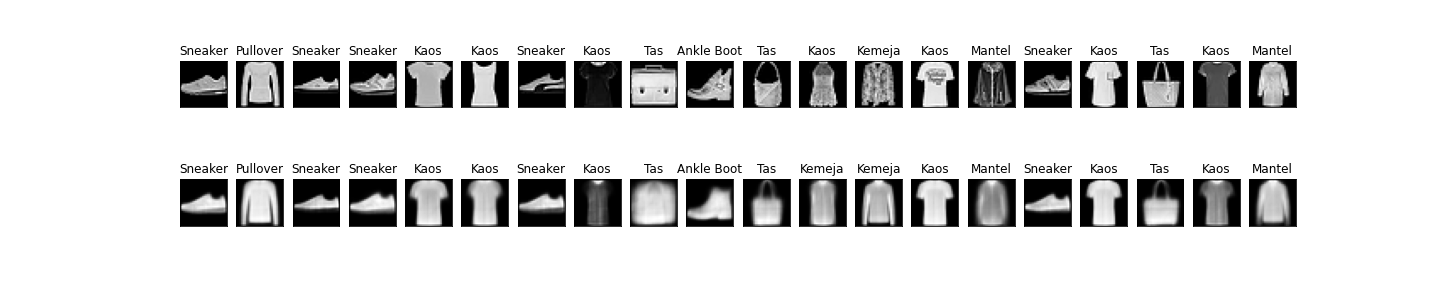 Sneaker Pullover Sneaker Sneaker Kaos Kaos Sneaker Kaos Tas Ankle Boot Tas Kaos Kemeja Kaos Mantel Sneaker Kaos Tas Kaos Mantel
Sneaker Pullover Sneaker Sneaker Kaos Kaos Sneaker Kaos Tas Ankle Boot Tas Kemeja Kemeja Kaos Mantel Sneaker Kaos Tas Kaos Mantel